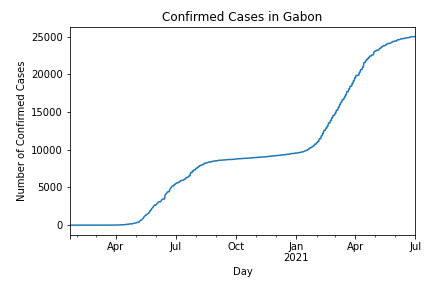 Confirmed Cases in Gabon
25000
20000
15000
10000
5000
0
Number of Confirmed Cases
Apr Jul Oct Jan Apr Jul
2021
Day